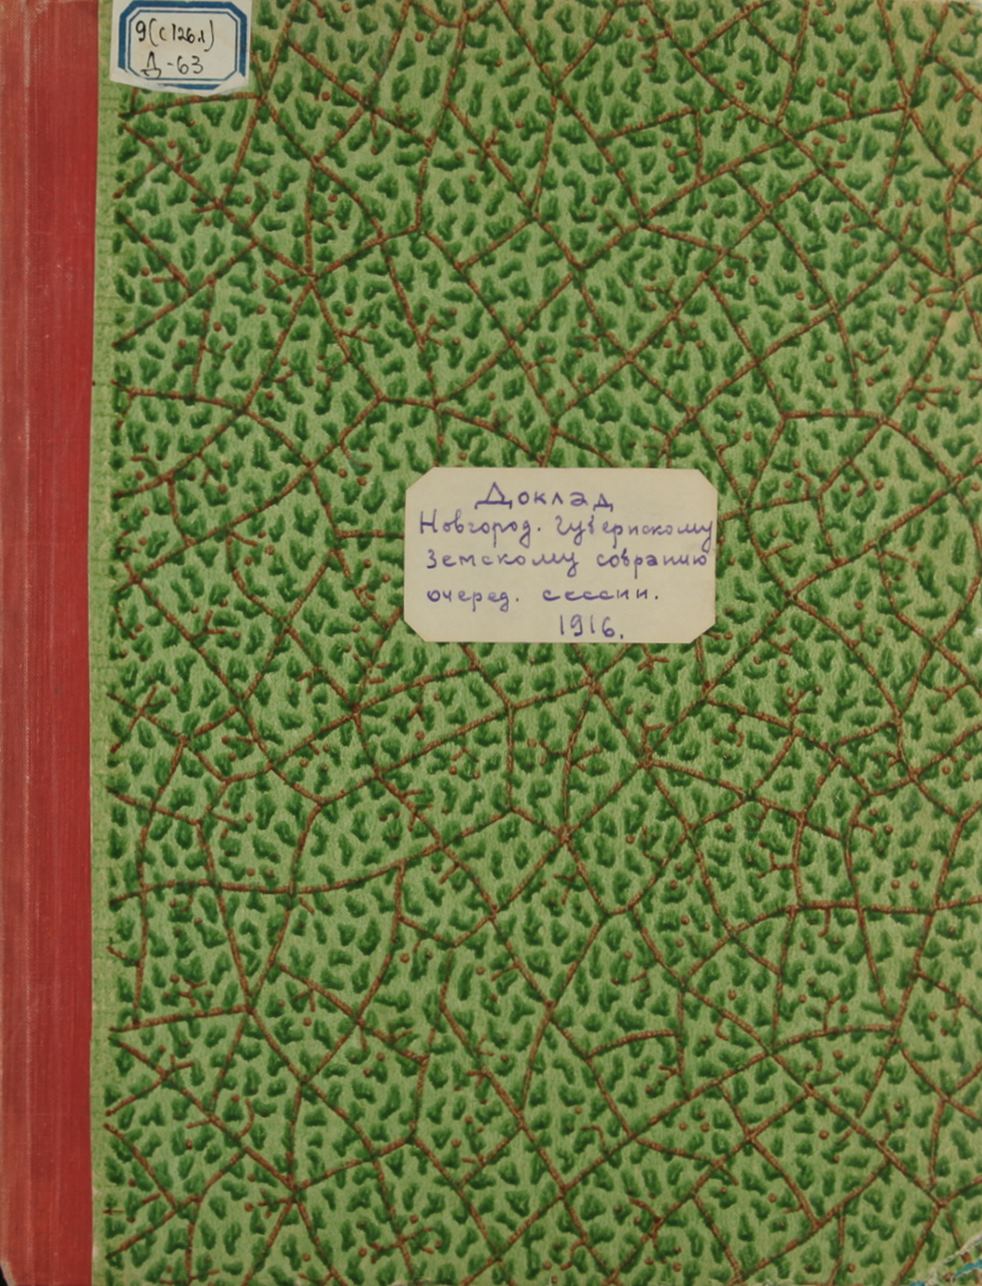 9(с126л)
Д-63
Доклад
Новгород. Губернскому
Земскому собранию
очеред. сессии.
1916.